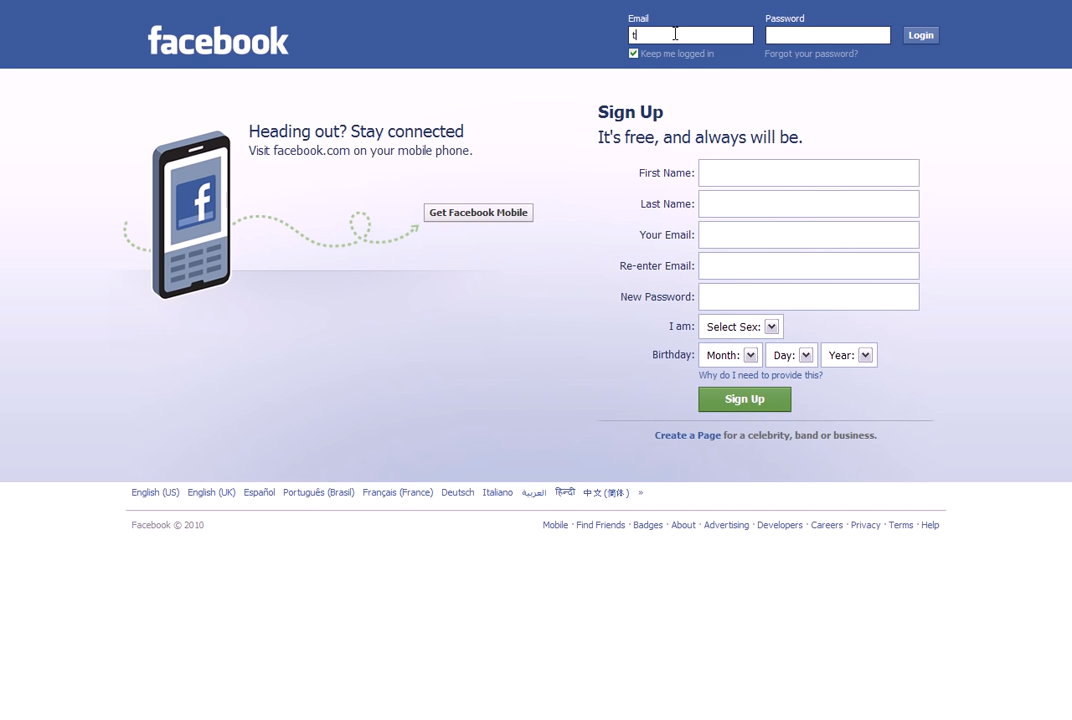 facebook
Email Password
t Login
Keep me logged in Forgot your password?
Heading out? Stay connected
Visit facebook.com on your mobile phone.
f
Get Facebook Mobile
Sign Up
It's free, and always will be.
First Name:
Last Name:
Your Email:
Re-enter Email:
New Password:
I am: Select Sex:
Birthday: Month: Day: Year:
Why do I need to provide this?
Sign Up
Create a Page for a celebrity, band or business.
English (US) English (UK) Español Português (Brasil) Français (France) Deutsch Italiano العربية हिन्दी 中文(简体) »
Facebook © 2010 Mobile · Find Friends · Badges · About · Advertising · Developers · Careers · Privacy · Terms · Help